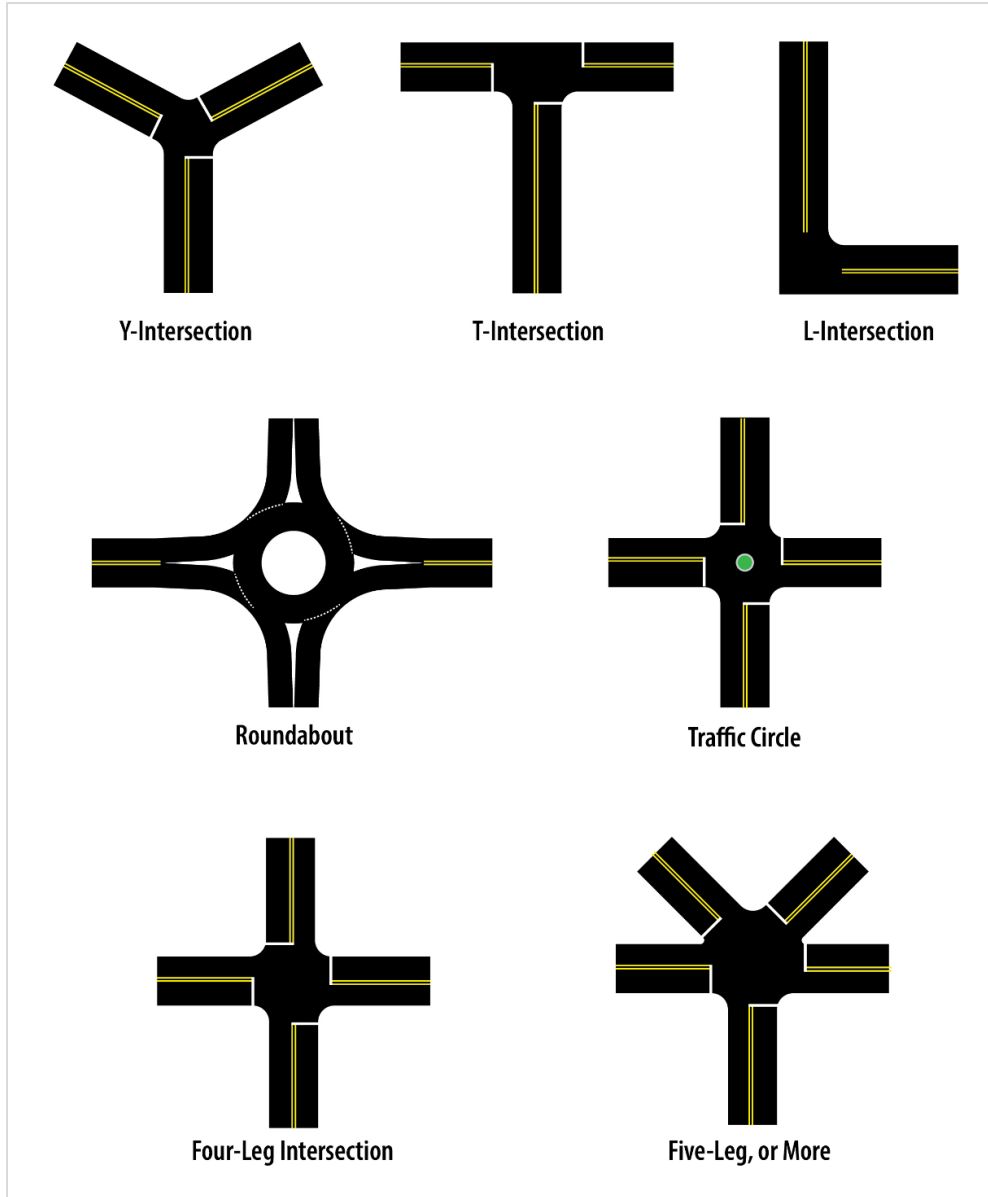 Y-Intersection
T-Intersection
L-Intersection
Roundabout
Traffic Circle
Four-Leg Intersection
Five-Leg, or More